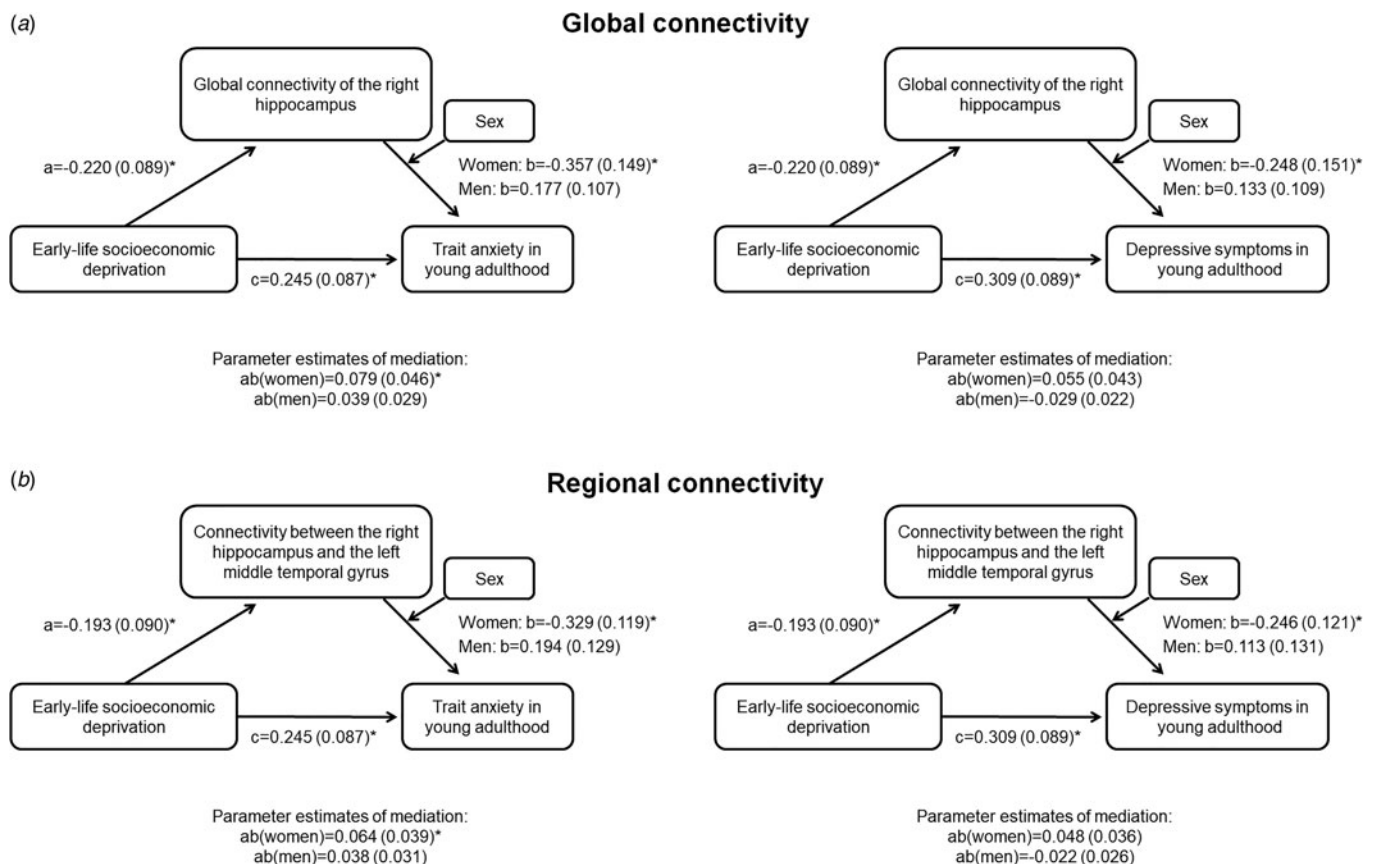 (a)
Global connectivity
Global connectivity of the right
hippocampus
Sex
a=-0.220 (0.089)*
Women: b=-0.357 (0.149)*
Men: b=0.177 (0.107)
Early-life socioeconomic
deprivation
c=0.245 (0.087)*
Trait anxiety in
young adulthood
Parameter estimates of mediation:
ab(women)=0.079 (0.046)*
ab(men)=0.039 (0.029)
Global connectivity of the right
hippocampus
Sex
a=-0.220 (0.089)*
Women: b=-0.248 (0.151)*
Men: b=0.133 (0.109)
Early-life socioeconomic
deprivation
c=0.309 (0.089)*
Depressive symptoms in
young adulthood
Parameter estimates of mediation:
ab(women)=0.055 (0.043)
ab(men)=-0.029 (0.022)
(b)
Regional connectivity
Connectivity between the right
hippocampus and the left
middle temporal gyrus
Sex
a=-0.193 (0.090)*
Women: b=-0.329 (0.119)*
Men: b=0.194 (0.129)
Early-life socioeconomic
deprivation
c=0.245 (0.087)*
Trait anxiety in
young adulthood
Parameter estimates of mediation:
ab(women)=0.064 (0.039)*
ab(men)=0.038 (0.031)
Connectivity between the right
hippocampus and the left
middle temporal gyrus
Sex
a=-0.193 (0.090)*
Women: b=-0.246 (0.121)*
Men: b=0.113 (0.131)
Early-life socioeconomic
deprivation
c=0.309 (0.089)*
Depressive symptoms in
young adulthood
Parameter estimates of mediation:
ab(women)=0.048 (0.036)
ab(men)=-0.022 (0.026)